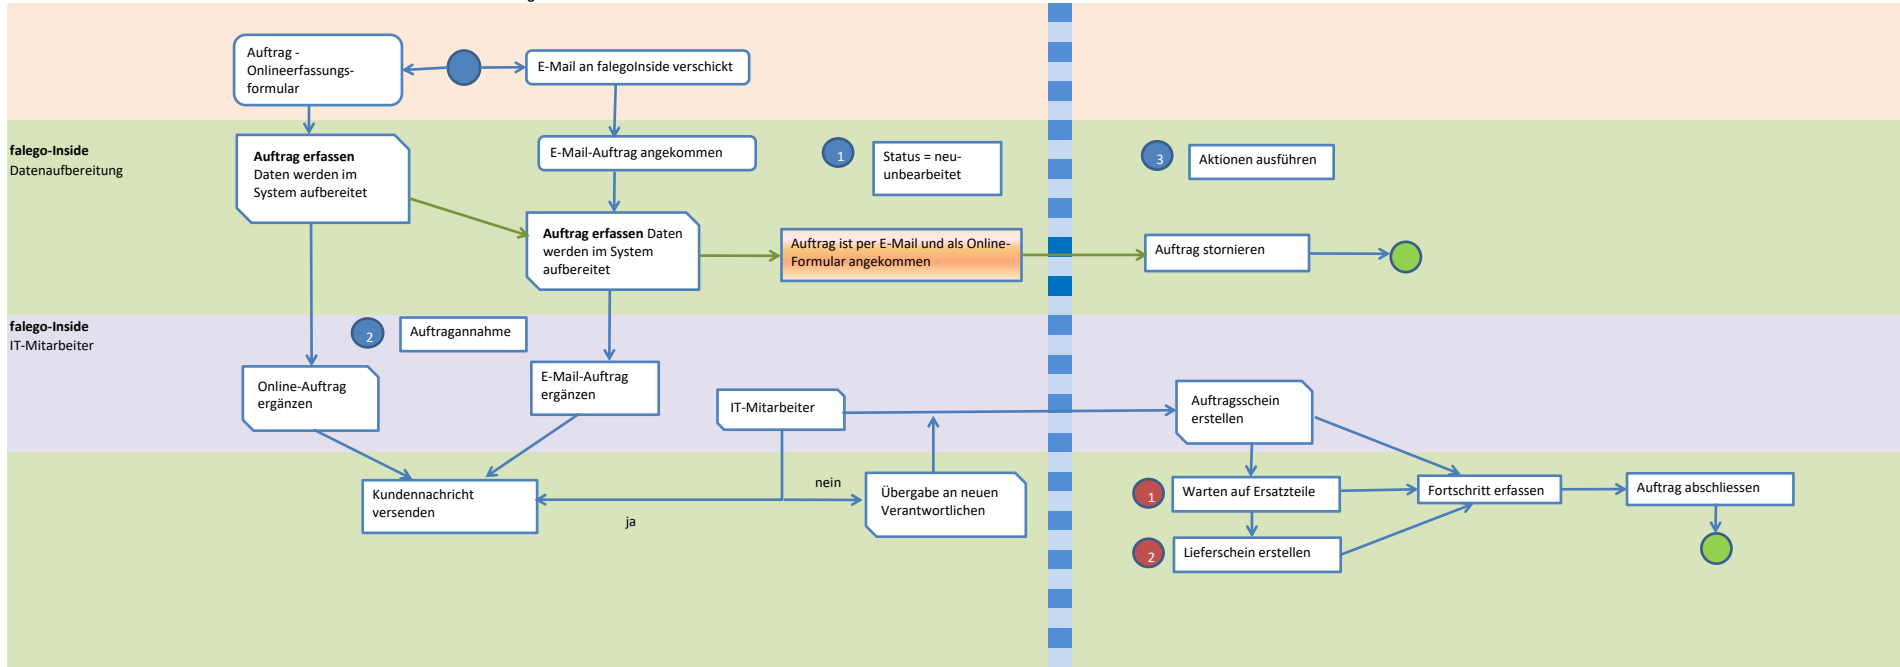 Auftrag -
Onlineerfassungs-
formular
E-Mail an falegoInside verschickt
falego-Inside
Datenaufbereitung
Auftrag erfassen
Daten werden im
System aufbereitet
E-Mail-Auftrag angekommen
1
Status = neu-
unbearbeitet
3
Aktionen ausführen
Auftrag erfassen Daten
werden im System
aufbereitet
Auftrag ist per E-Mail und als Online-
Formular angekommen
Auftrag stornieren
falego-Inside
IT-Mitarbeiter
2
Auftragannahme
Online-Auftrag
ergänzen
E-Mail-Auftrag
ergänzen
IT-Mitarbeiter
Auftragsschein
erstellen
Kundennachricht
versenden
nein
ja
Übergabe an neuen
Verantwortlichen
1
Warten auf Ersatzteile
Fortschritt erfassen
Auftrag abschliessen
2
Lieferschein erstellen